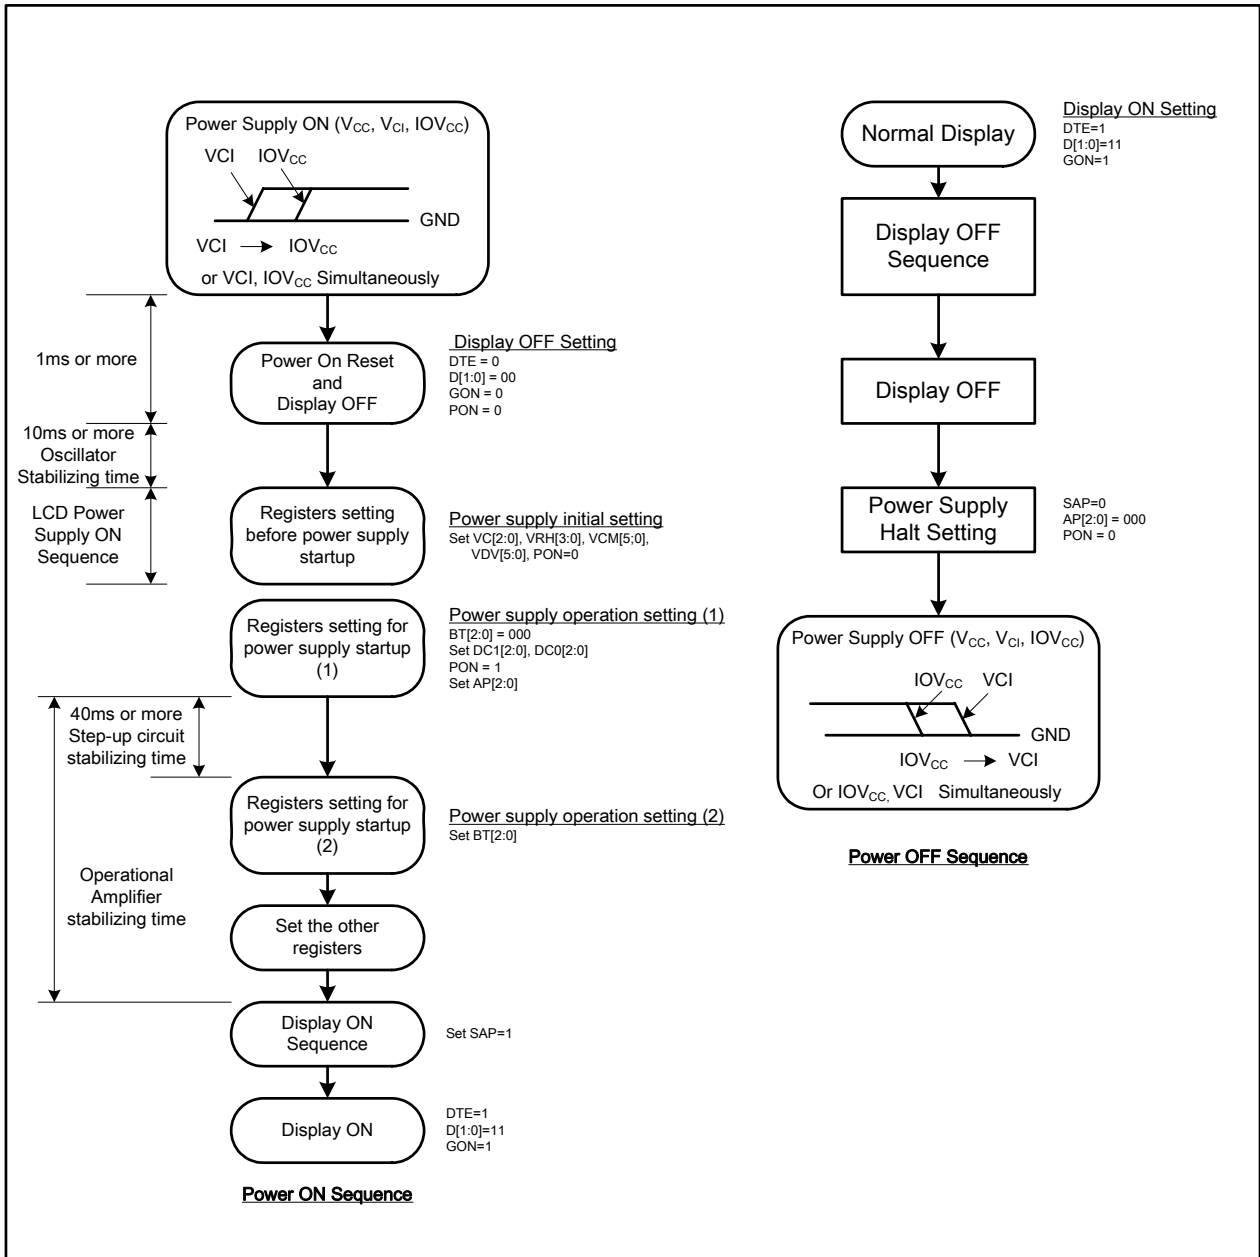 Power Supply ON (VCC, VCI, IOVCC)
VCI IOVCC
GND
VCI IOVCC
or VCI, IOVCC Simultaneously
1ms or more
Power On Reset
and
Display OFF
Display OFF Setting
DTE = 0
D[1:0] = 00
GON = 0
PON = 0
10ms or more
Oscillator
Stabilizing time
LCD Power
Supply ON
Sequence
Registers setting
before power supply
startup
Power supply initial setting
Set VC[2:0], VRH[3:0], VCM[5;0],
VDV[5:0], PON=0
Registers setting for
power supply startup
(1)
Power supply operation setting (1)
BT[2:0] = 000
Set DC1[2:0], DC0[2:0]
PON = 1
Set AP[2:0]
40ms or more
Step-up circuit
stabilizing time
Registers setting for
power supply startup
(2)
Power supply operation setting (2)
Set BT[2:0]
Operational
Amplifier
stabilizing time
Set the other
registers
Display ON
Sequence
Set SAP=1
Display ON
DTE=1
D[1:0]=11
GON=1
Power ON Sequence
Normal Display
Display ON Setting
DTE=1
D[1:0]=11
GON=1
Display OFF
Sequence
Display OFF
Power Supply
Halt Setting
SAP=0
AP[2:0] = 000
PON = 0
Power Supply OFF (VCC, VCI, IOVCC)
IOVCC VCI
GND
IOVCC VCI
Or IOVCC, VCI Simultaneously
Power OFF Sequence